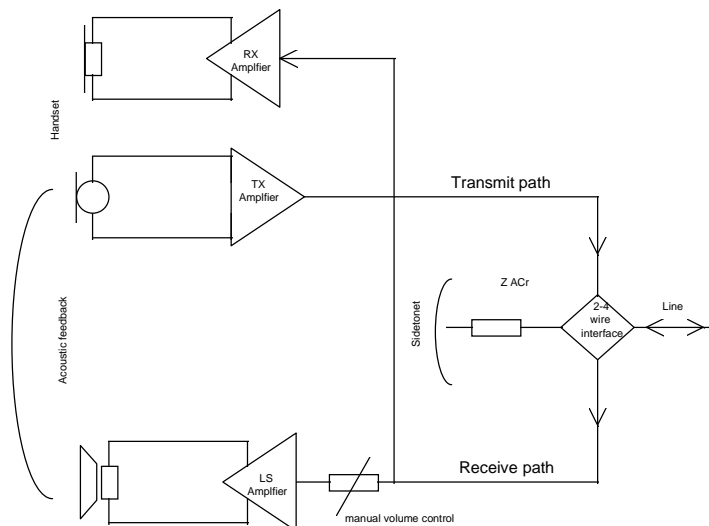 RX
Amplfier
Handset
TX
Amplfier
Transmit path
Z ACr
2-4
wire
interface
Line
Sidetonet
Acoustic feedback
LS
Amplfier
Receive path
manual volume control